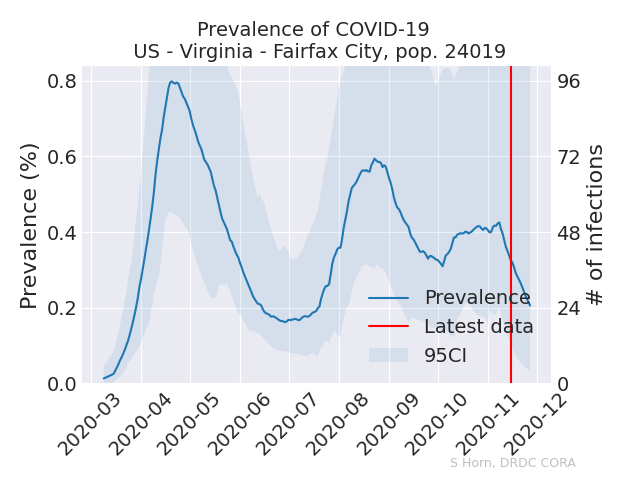 Prevalence of COVID-19
US - Virginia - Fairfax City, pop. 24019
Prevalence (%)
0.8
0.6
0.4
0.2
0.0
96
72
48
24
0
# of infections
Prevalence
Latest data
95CI
2020-03
2020-04
2020-05
2020-06
2020-07
2020-08
2020-09
2020-10
2020-11
2020-12
S Horn, DRDC CORA